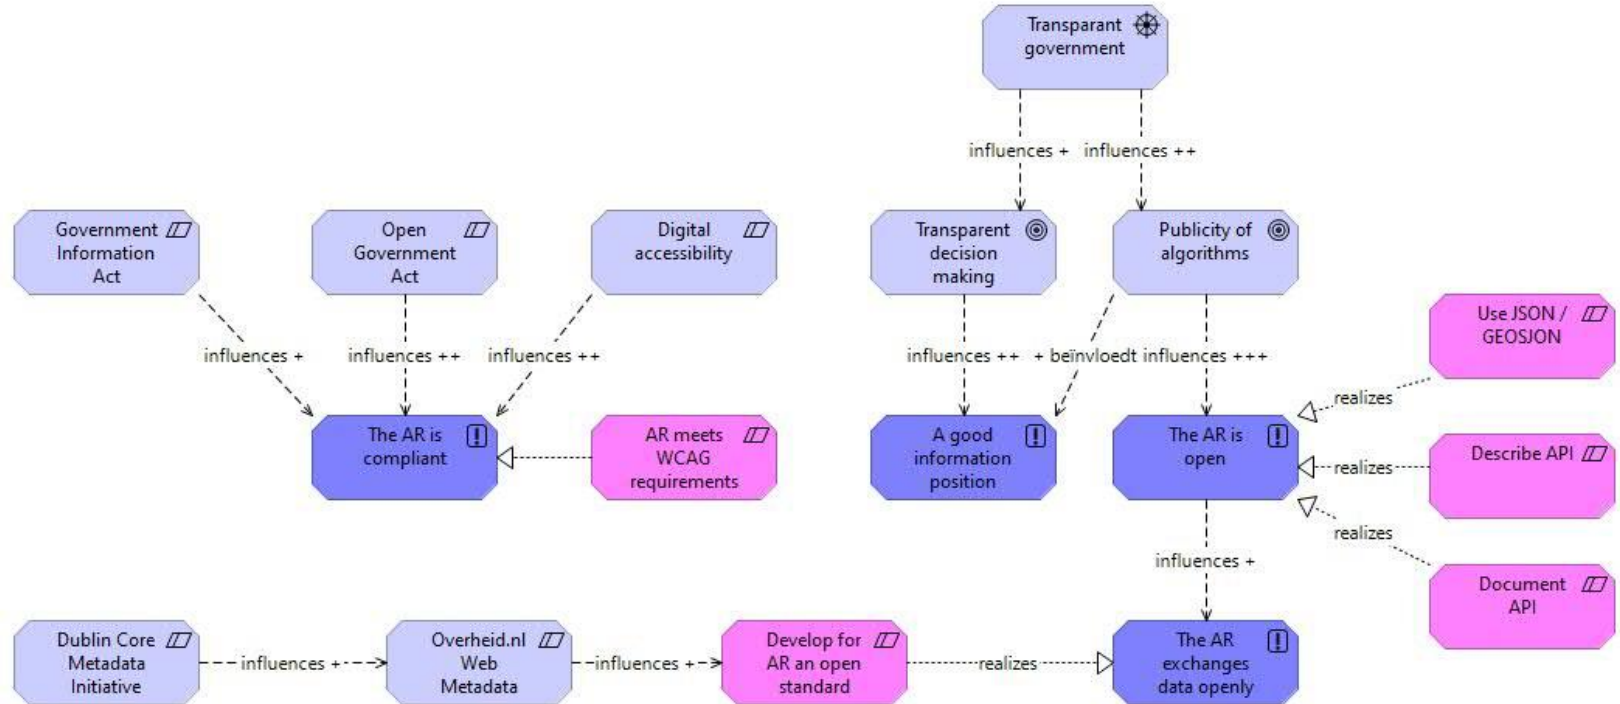 Transparant
government
influences + influences ++
Government
Information
Act
Open
Government
Act
Digital
accessibility
Transparent
decision
making
Publicity of
algorithms
Use JSON /
GEOSJON
influences + influences ++ influences ++
influences ++ + beïnvloedt influences +++
realizes
The AR is
compliant
AR meets
WCAG
requirements
A good
information
position
The AR is
open
realizes
Describe API
realizes
influences +
Document
API
Dublin Core
Metadata
Initiative
influences +
Overheid.nl
Web
Metadata
influences +
Develop for
AR an open
standard
realizes
The AR
exchanges
data openly